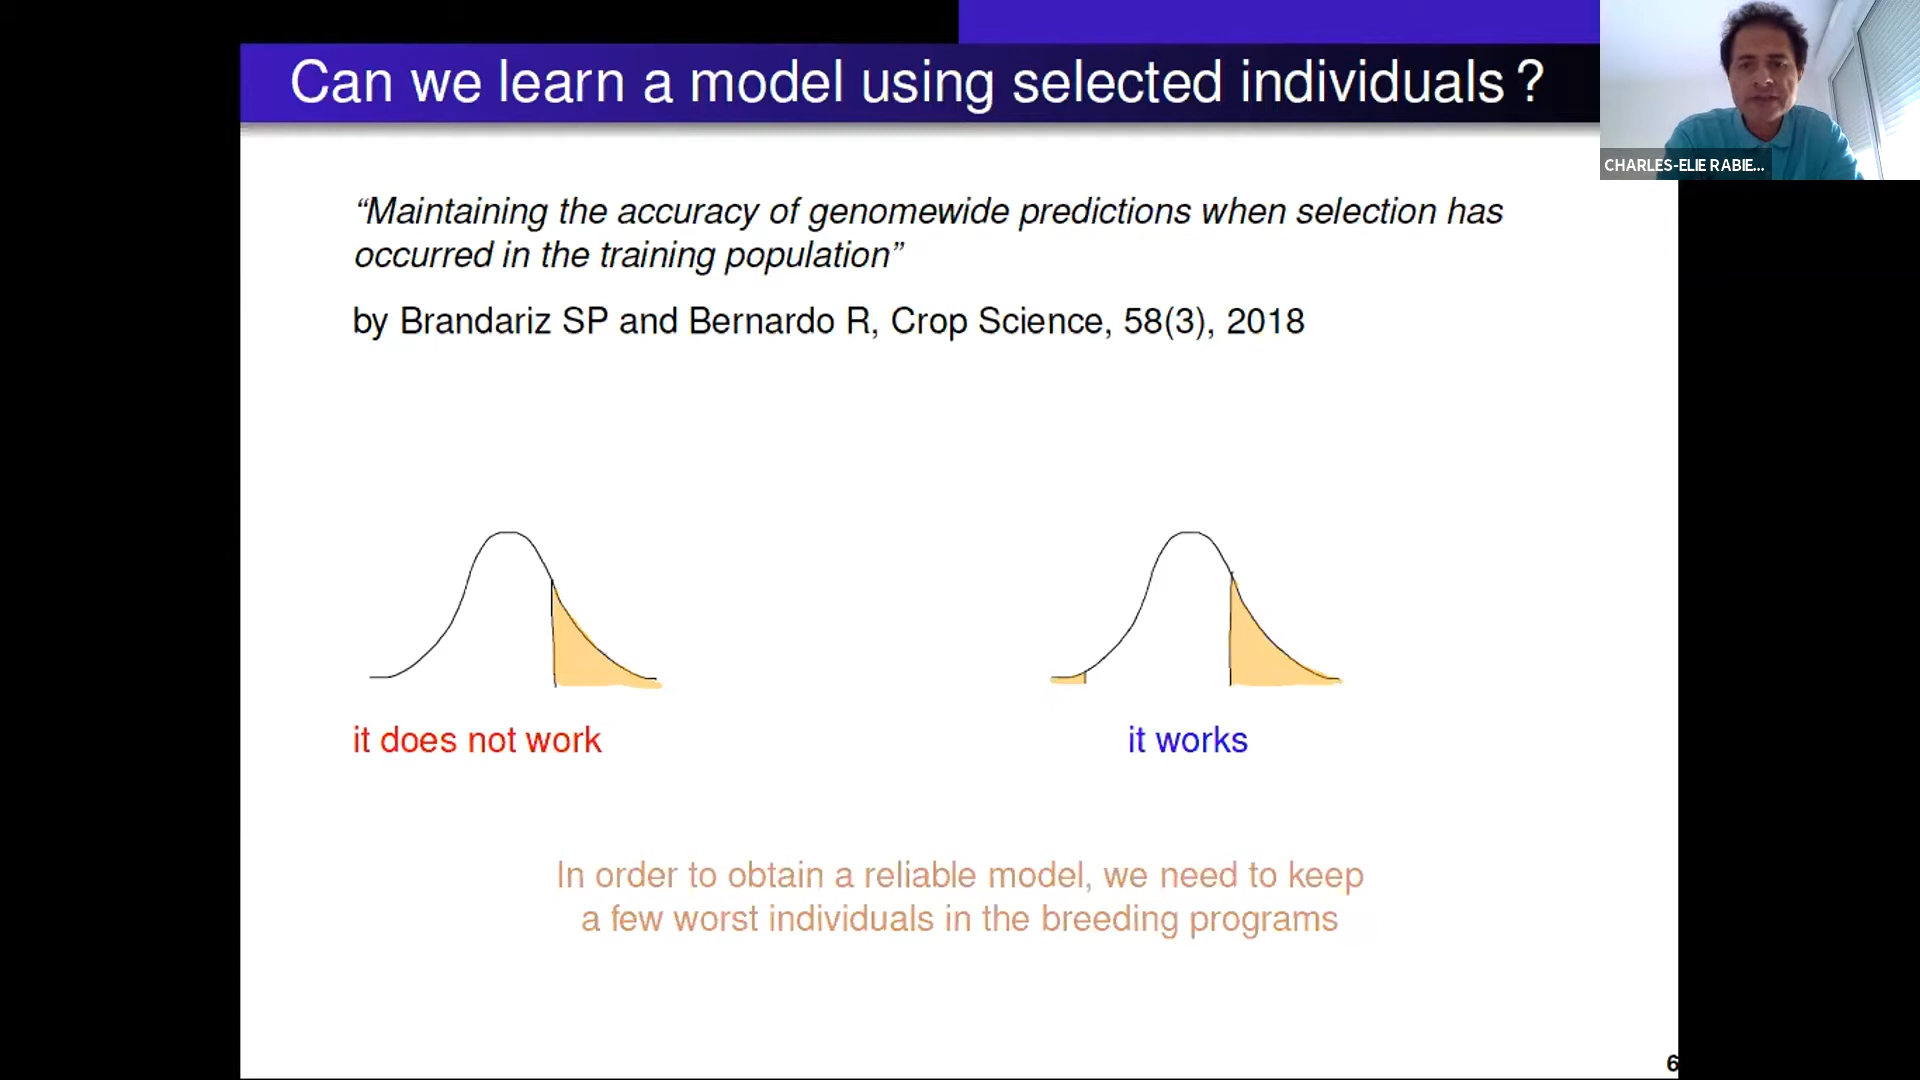 Can we learn a model using selected individuals ?
CHARLES-ELIE RABIE...
“Maintaining the accuracy of genomewide predictions when selection has
occurred in the training population”
by Brandariz SP and Bernardo R, Crop Science, 58(3), 2018
it does not work
it works
In order to obtain a reliable model, we need to keep
a few worst individuals in the breeding programs
6